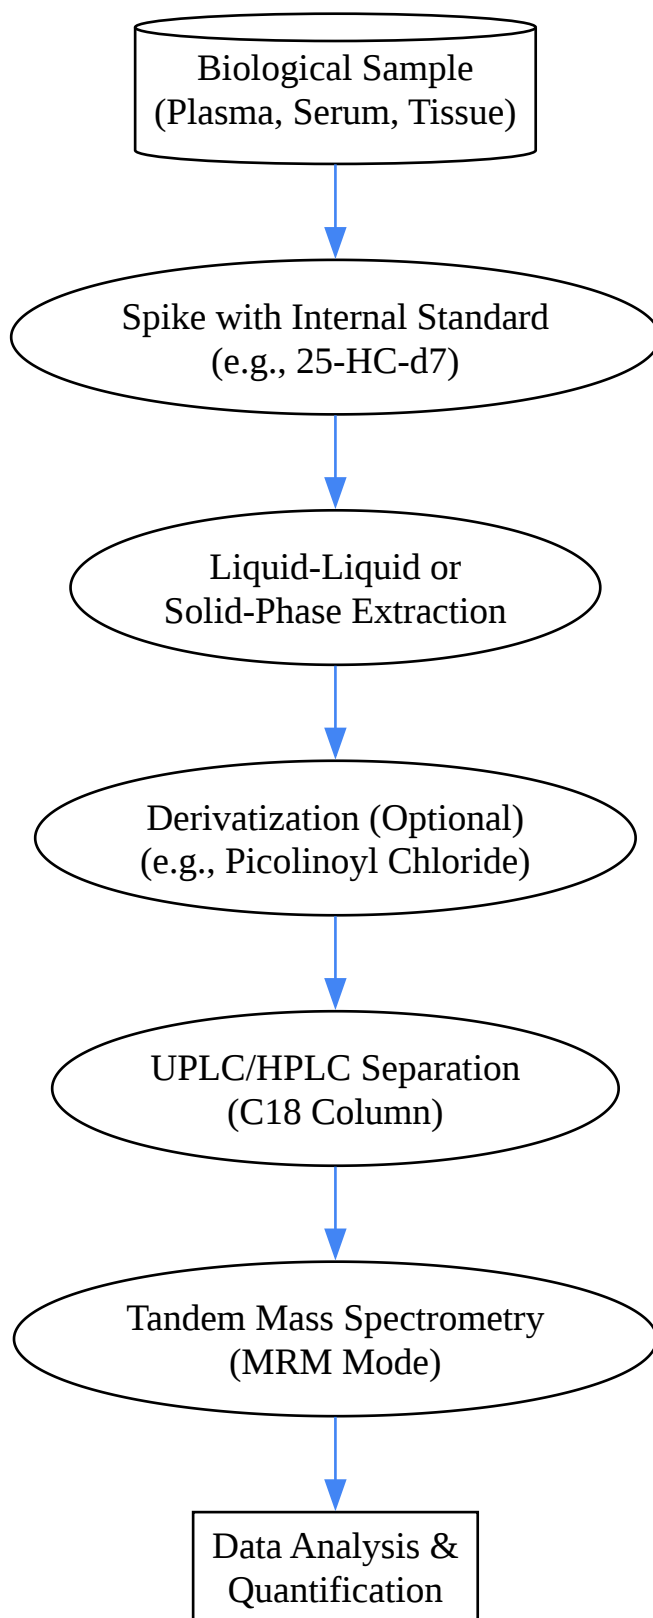 Biological Sample
(Plasma, Serum, Tissue)
Spike with Internal Standard
(e.g., 25-HC-d7)
Liquid-Liquid or
Solid-Phase Extraction
Derivatization (Optional)
(e.g., Picolinoyl Chloride)
UPLC/HPLC Separation
(C18 Column)
Tandem Mass Spectrometry
(MRM Mode)
Data Analysis &
Quantification